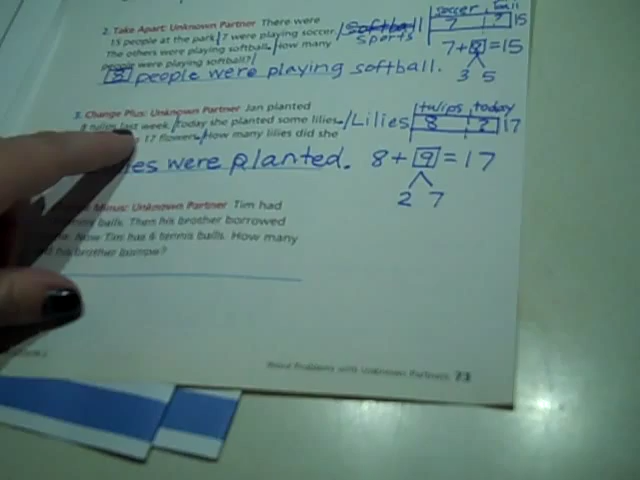 2. Take Apart: Unknown Partner There were
15 people at the park. / 7 were playing soccer.
The others were playing softball. / How many
people were playing softball? /
8 people were playing softball.
Softball
sports
soccer
7 ? 15
7 + 8 = 15
3 5
3. Change Plus: Unknown Partner Jan planted
8 tulips last week. / Today she planted some lilies.
17 flowers. / How many lilies did she
were planted.
/ Lilies
tulips today
8 ? 17
8 + 9 = 17
2 7
Minus: Unknown Partner Tim had
tennis balls. Then his brother borrowed
Now Tim has 6 tennis balls. How many
his brother borrow?
Word Problems with Unknown Partners 73